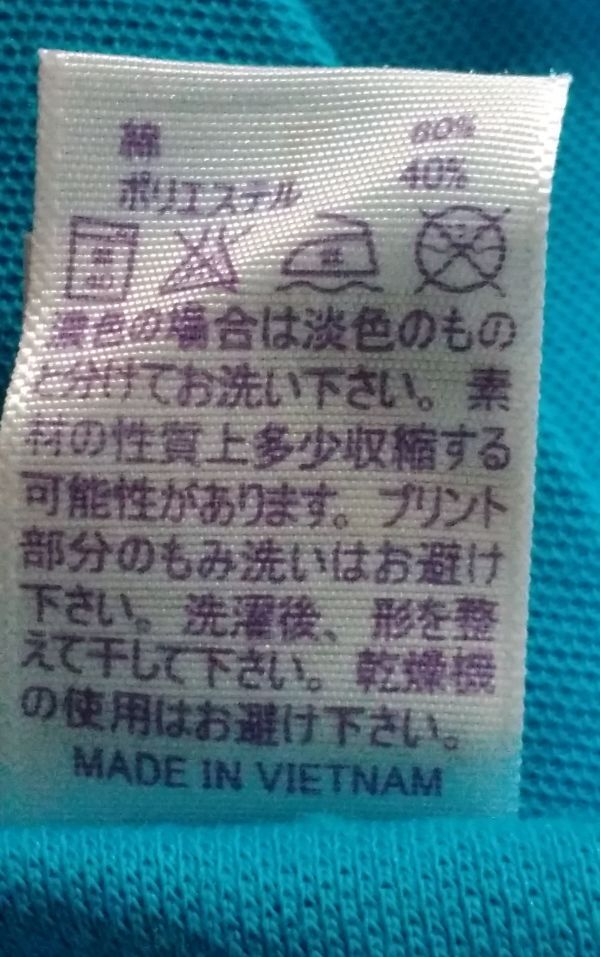 綿 60%
ポリエステル 40%
濃色の場合は淡色のもの
と分けてお洗い下さい。素
材の性質上多少収縮する
可能性があります。プリント
部分のもみ洗いはお避け
下さい。洗濯後、形を整
えて干して下さい。乾燥機
の使用はお避け下さい。
MADE IN VIETNAM